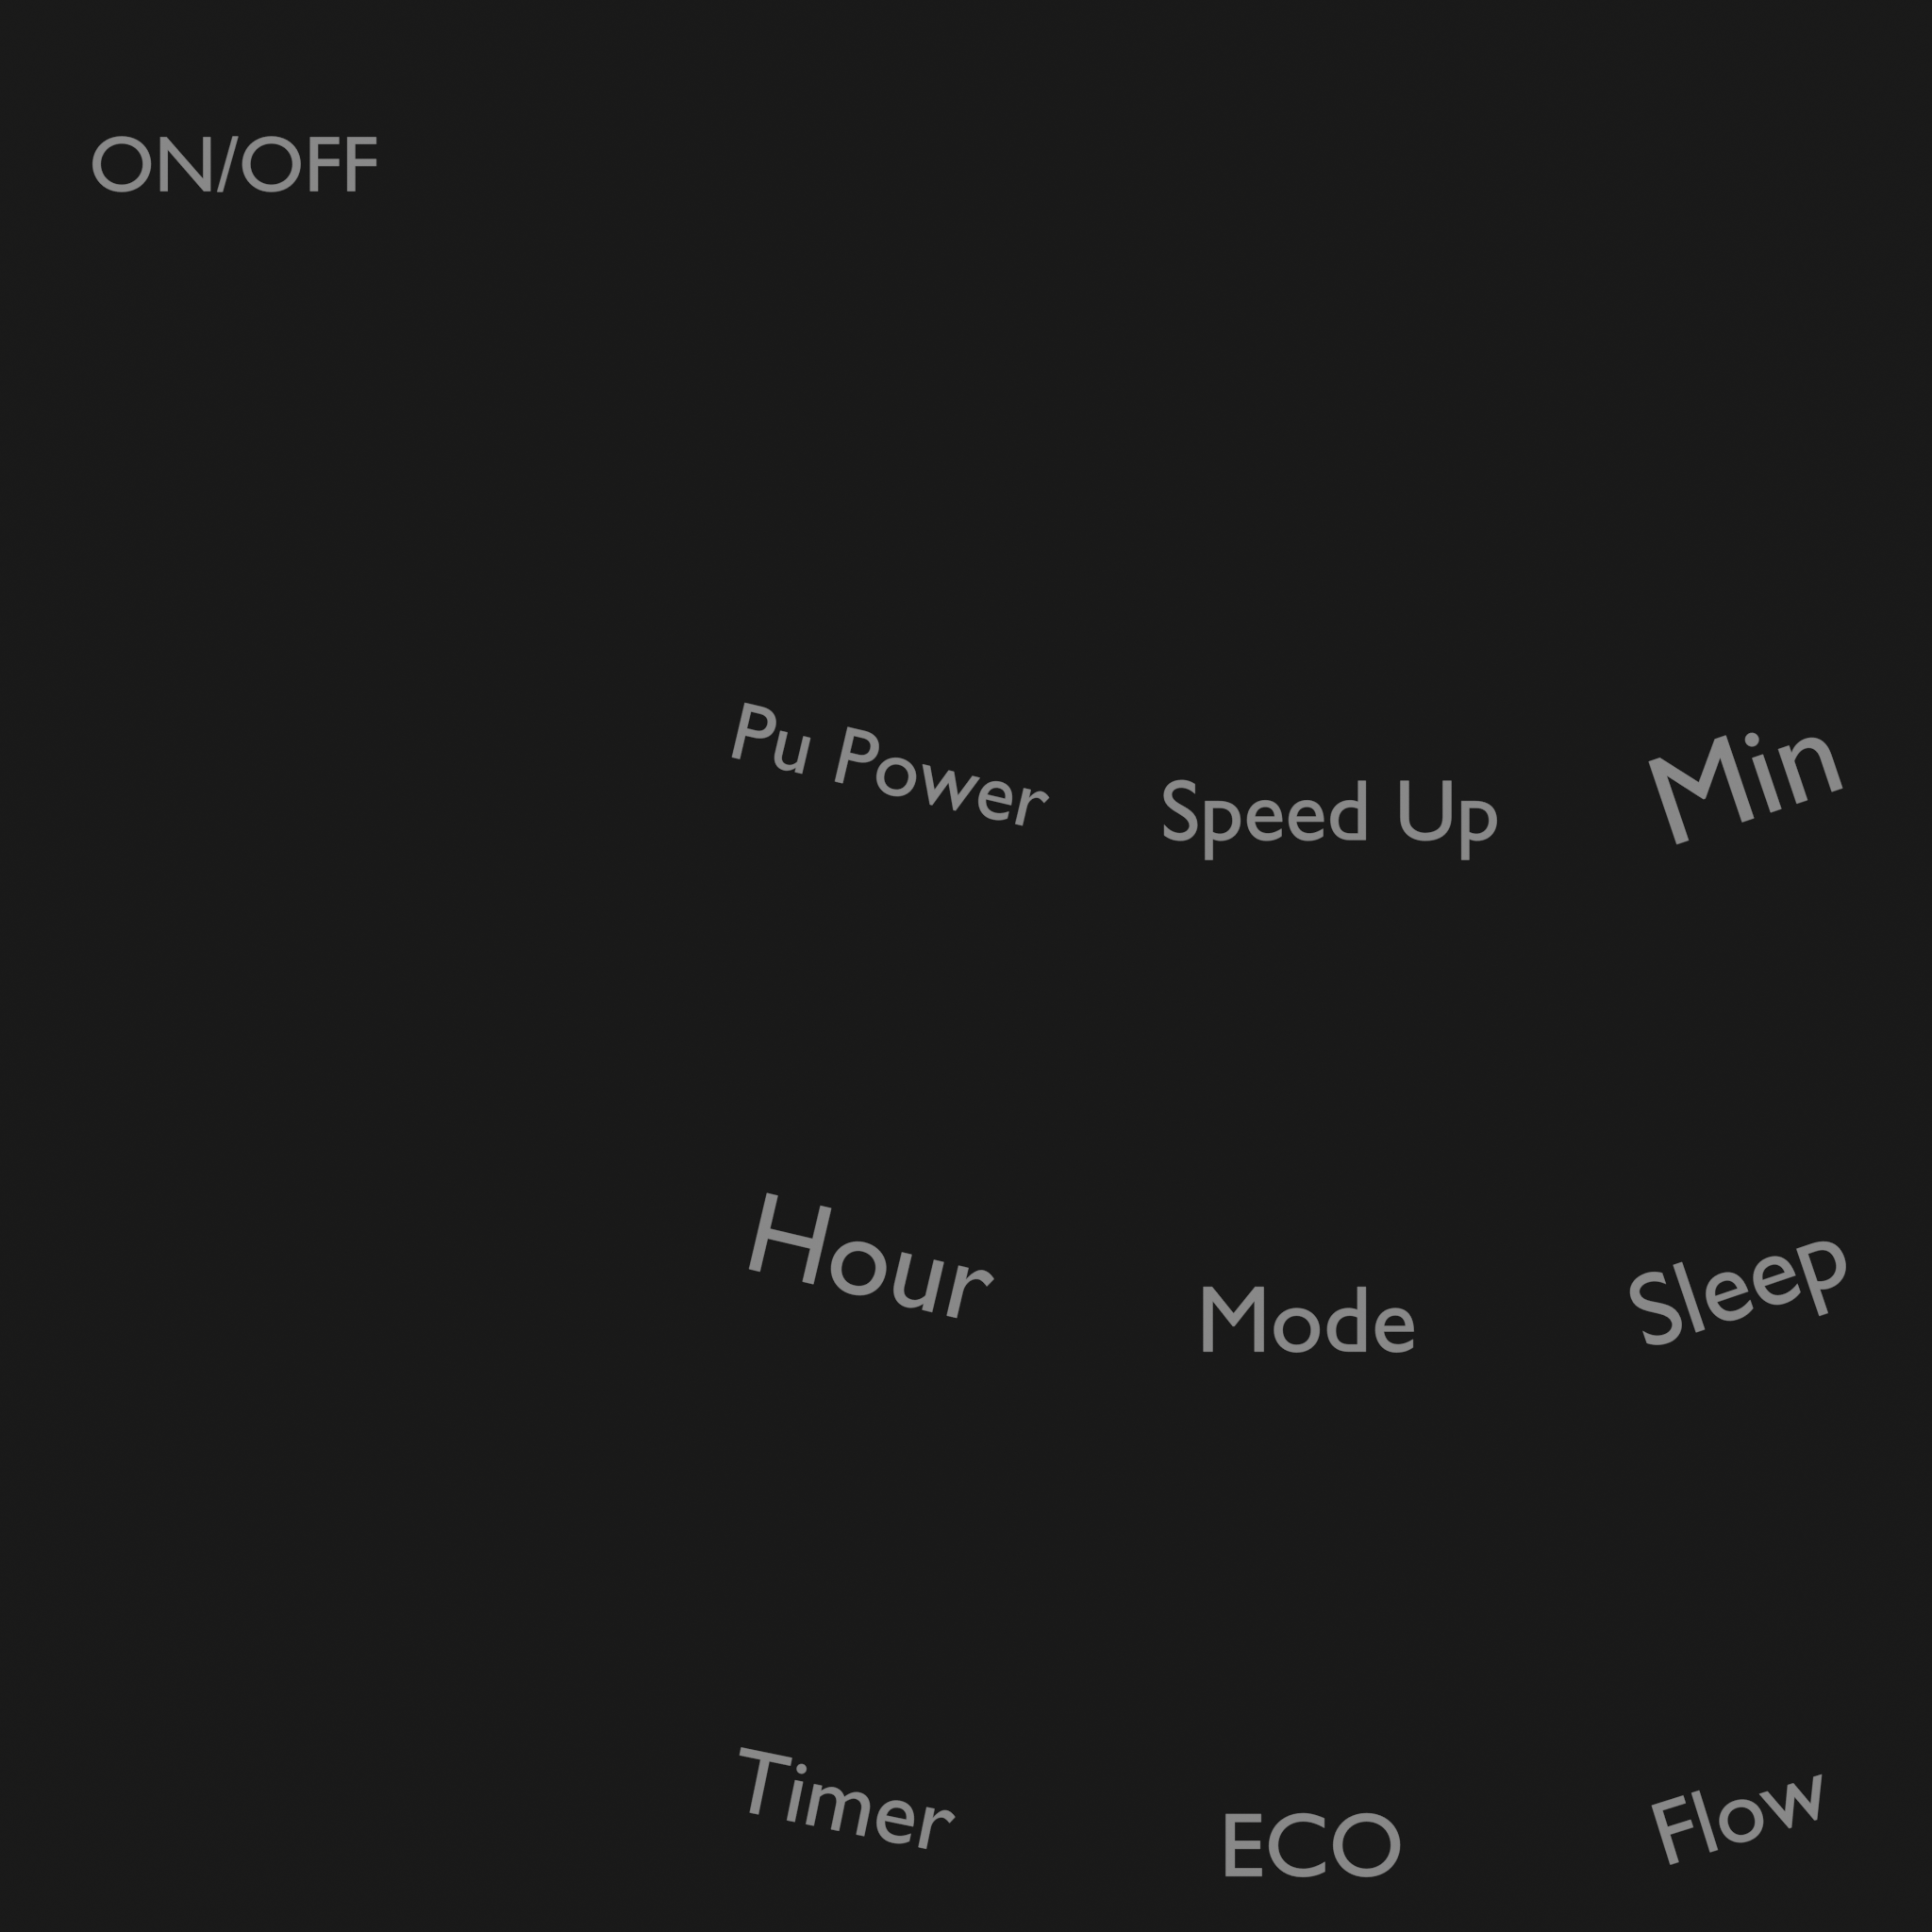 ON/OFF
Pu Power
Speed Up
Min
Hour
Mode
Sleep
Timer
ECO
Flow